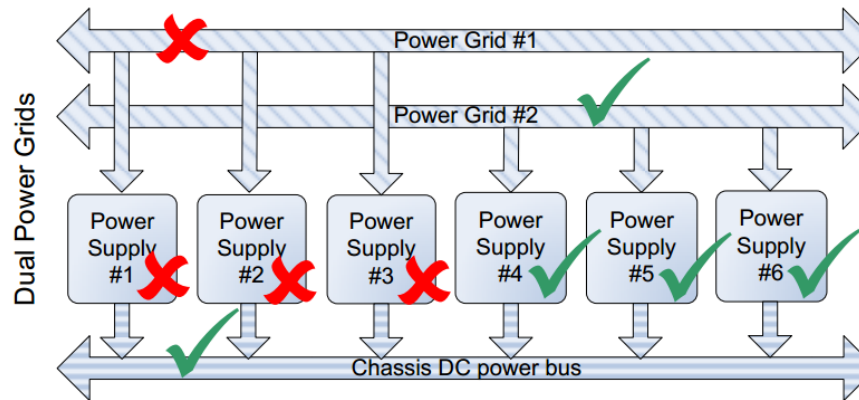 Dual Power Grids
Power Grid #1
Power Grid #2
Power
Supply
#1
Power
Supply
#2
Power
Supply
#3
Power
Supply
#4
Power
Supply
#5
Power
Supply
#6
Chassis DC power bus